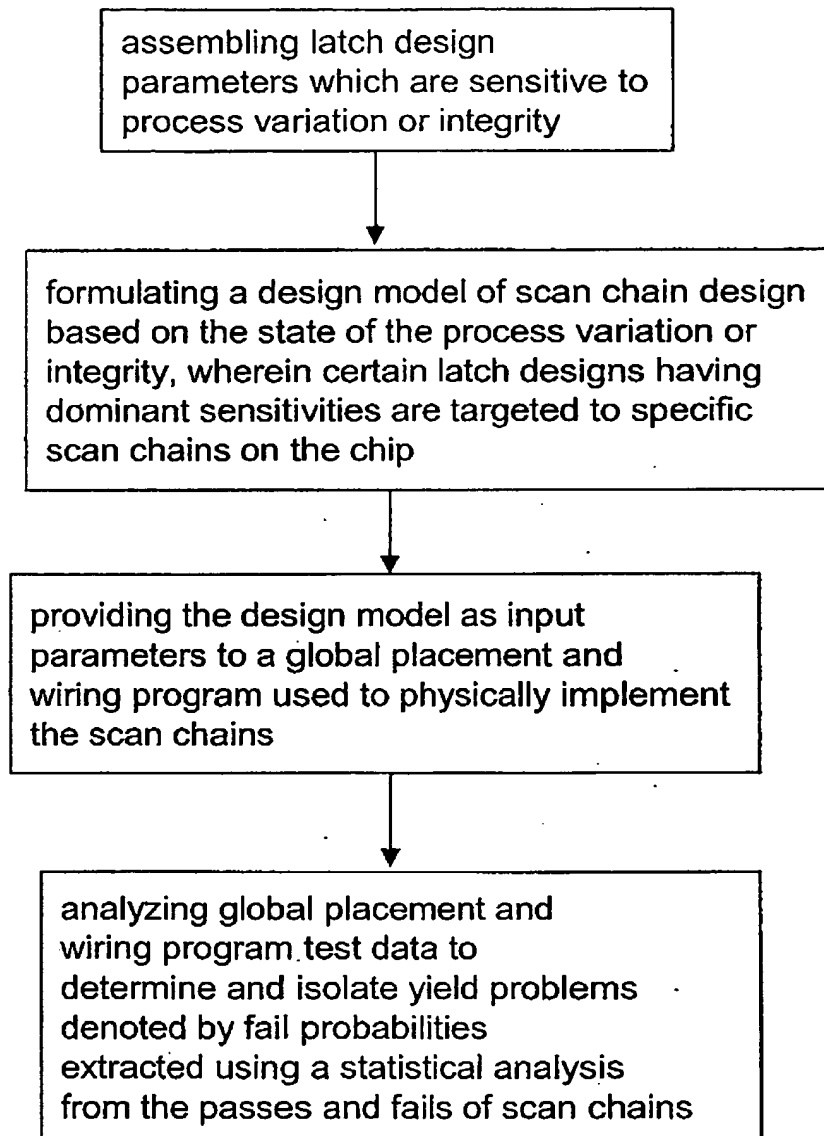 assembling latch design
parameters which are sensitive to
process variation or integrity
formulating a design model of scan chain design
based on the state of the process variation or
integrity, wherein certain latch designs having
dominant sensitivities are targeted to specific
scan chains on the chip
providing the design model as input
parameters to a global placement and
wiring program used to physically implement
the scan chains
analyzing global placement and
wiring program test data to
determine and isolate yield problems
denoted by fail probabilities
extracted using a statistical analysis
from the passes and fails of scan chains